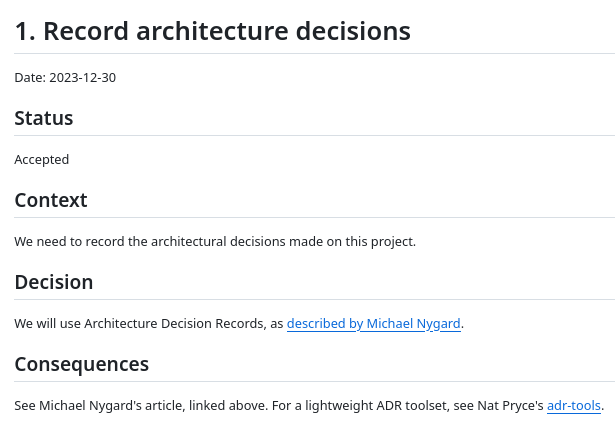 1. Record architecture decisions
Date: 2023-12-30
Status
Accepted
Context
We need to record the architectural decisions made on this project.
Decision
We will use Architecture Decision Records, as described by Michael Nygard.
Consequences
See Michael Nygard's article, linked above. For a lightweight ADR toolset, see Nat Pryce's adr-tools.